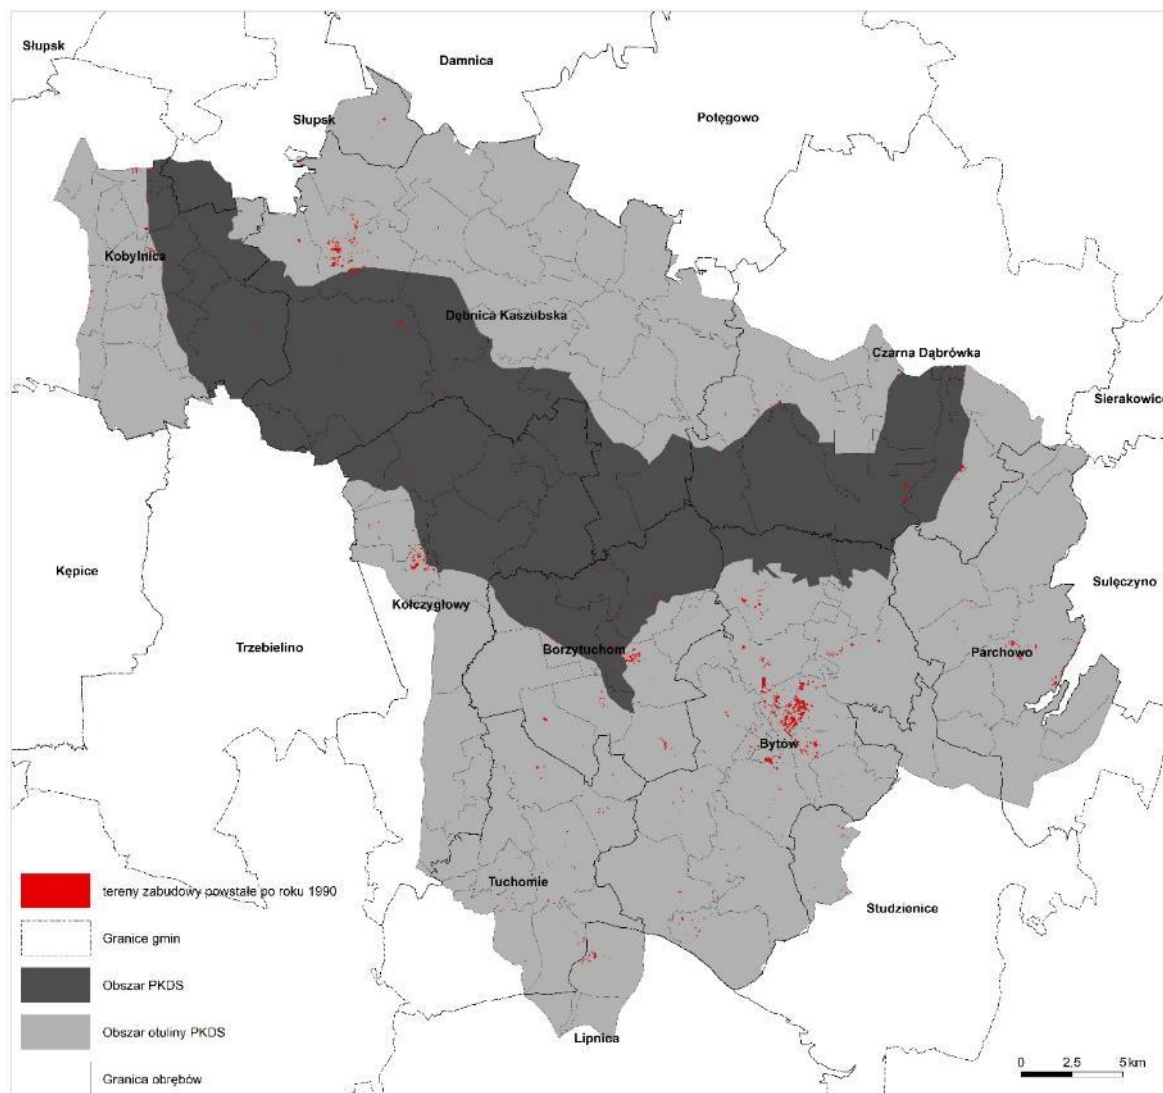 Słupsk
Damnica
Słupsk
Potęgowo
Kobylnica
Dębnica Kaszubska
Czarna Dąbrówka
Sierakowice
Kępice
Sulęczyno
Kołczygłowy
Trzebielino
Borzytuchom
Parchowo
Bytów
Tuchomie
Studzienice
Lipnica
tereny zabudowy powstałe po roku 1990
Granice gmin
Obszar PKDS
Obszar otuliny PKDS
Granica obrębów
0 2,5 5 km